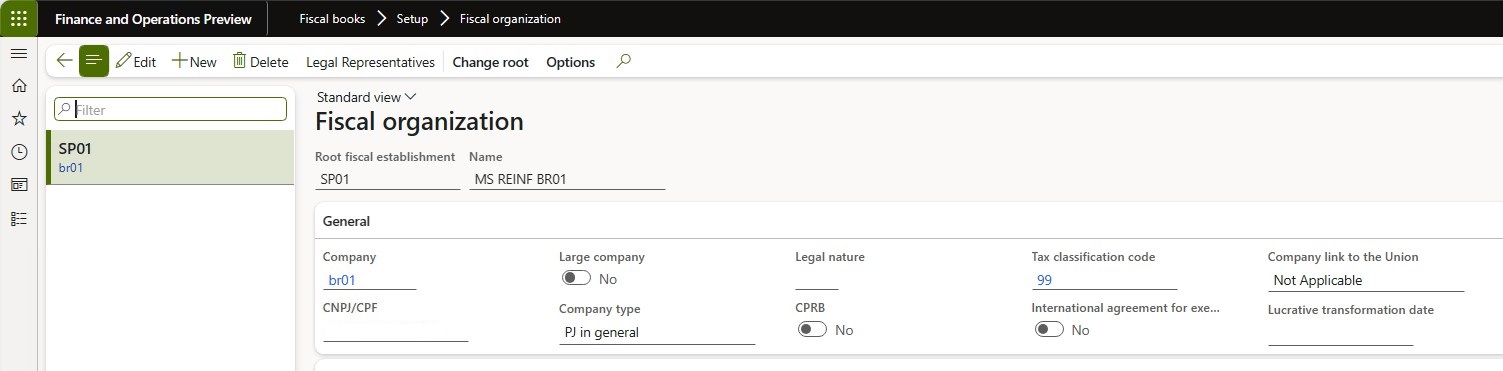 Finance and Operations Preview
Fiscal books
Setup
Fiscal organization
Edit
New
Delete
Legal Representatives
Change root
Options
Filter
SP01
br01
Standard view
Fiscal organization
Root fiscal establishment
Name
SP01
MS REINF BR01
General
Company
Large company
Legal nature
Tax classification code
Company link to the Union
br01
No
99
Not Applicable
CNPJ/CPF
Company type
CPRB
International agreement for exe...
Lucrative transformation date
PJ in general
No
No